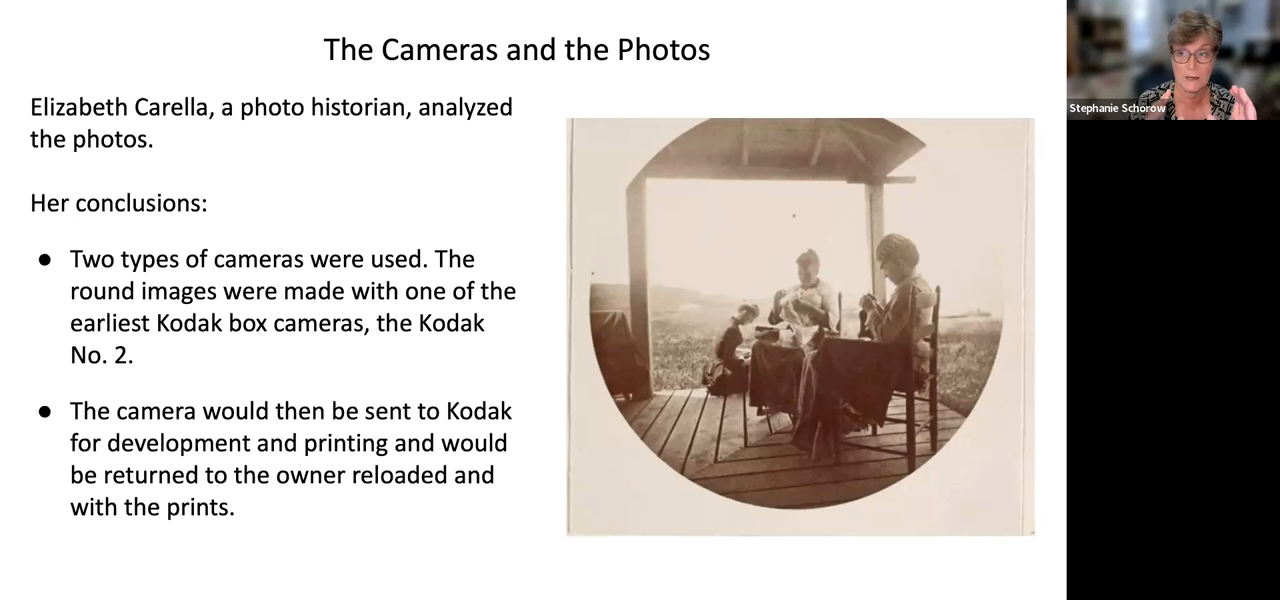 The Cameras and the Photos
Elizabeth Carella, a photo historian, analyzed
the photos.
Her conclusions:
● Two types of cameras were used. The
round images were made with one of the
earliest Kodak box cameras, the Kodak
No. 2.
● The camera would then be sent to Kodak
for development and printing and would
be returned to the owner reloaded and
with the prints.
Stephanie Schorow